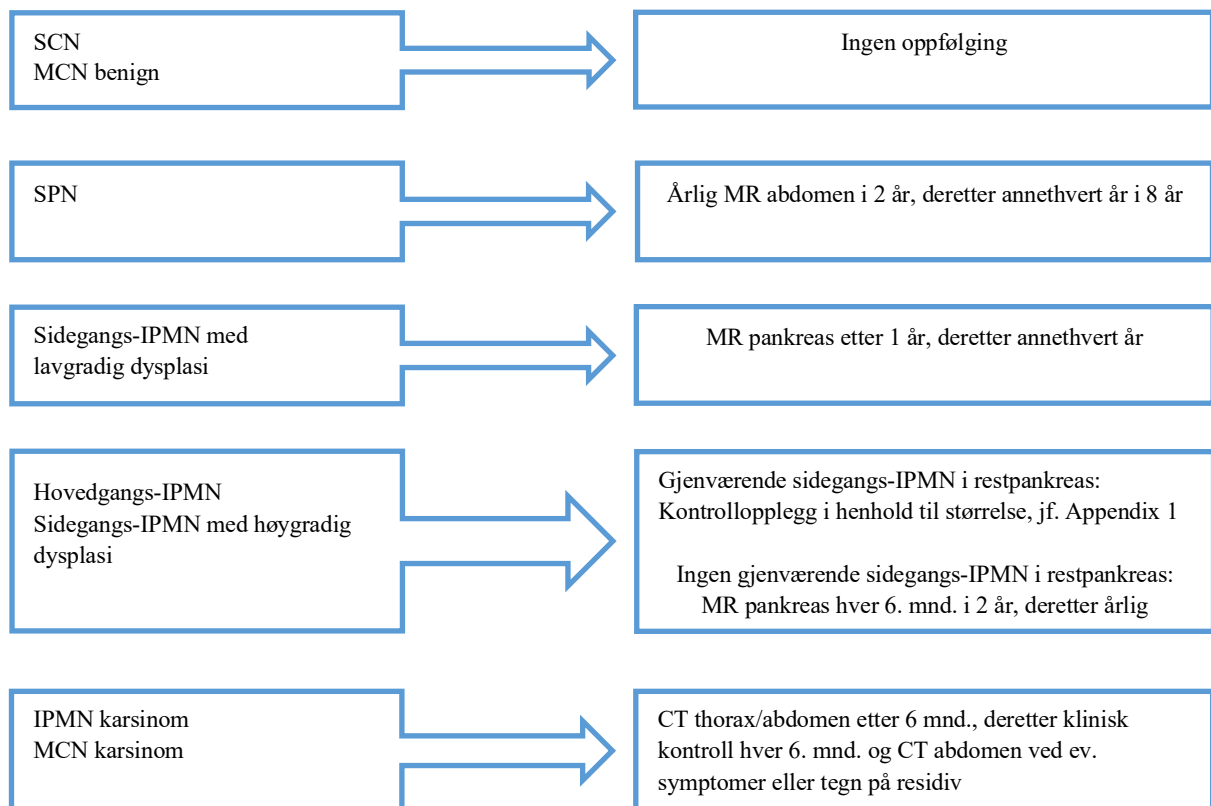 SCN
MCN benign
Ingen oppfølging
SPN
Årlig MR abdomen i 2 år, deretter annethvert år i 8 år
Sidegangs-IPMN med
lavgradig dysplasi
MR pankreas etter 1 år, deretter annethvert år
Hovedgangs-IPMN
Sidegangs-IPMN med høygradig
dysplasi
Gjenværende sidegangs-IPMN i restpankreas:
Kontrollopplegg i henhold til størrelse, jf. Appendix 1
Ingen gjenværende sidegangs-IPMN i restpankreas:
MR pankreas hver 6. mnd. i 2 år, deretter årlig
IPMN karsinom
MCN karsinom
CT thorax/abdomen etter 6 mnd., deretter klinisk
kontroll hver 6. mnd. og CT abdomen ved ev.
symptomer eller tegn på residiv